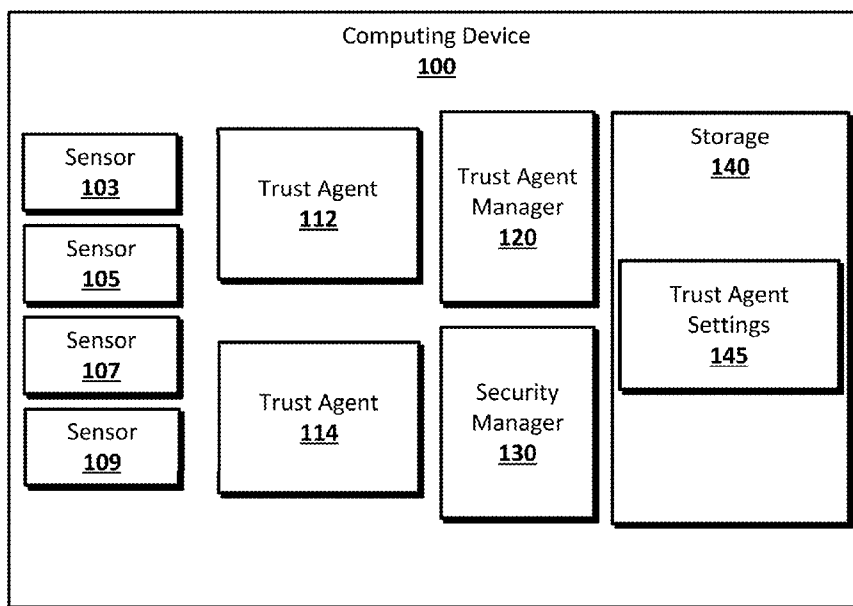 Computing Device
100
Sensor
103
Sensor
105
Sensor
107
Sensor
109
Trust Agent
112
Trust Agent
114
Trust Agent
Manager
120
Security
Manager
130
Storage
140
Trust Agent
Settings
145